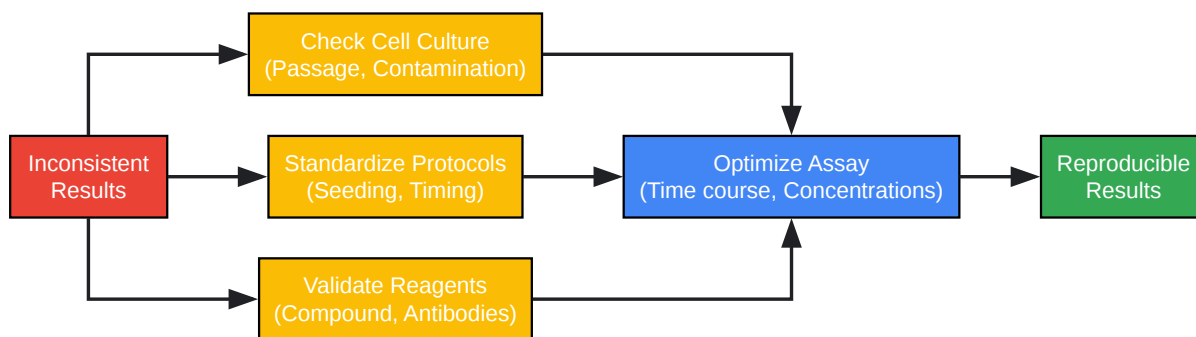 Check Cell Culture
(Passage, Contamination)
Inconsistent
Results
Standardize Protocols
(Seeding, Timing)
Optimize Assay
(Time course, Concentrations)
Reproducible
Results
Validate Reagents
(Compound, Antibodies)